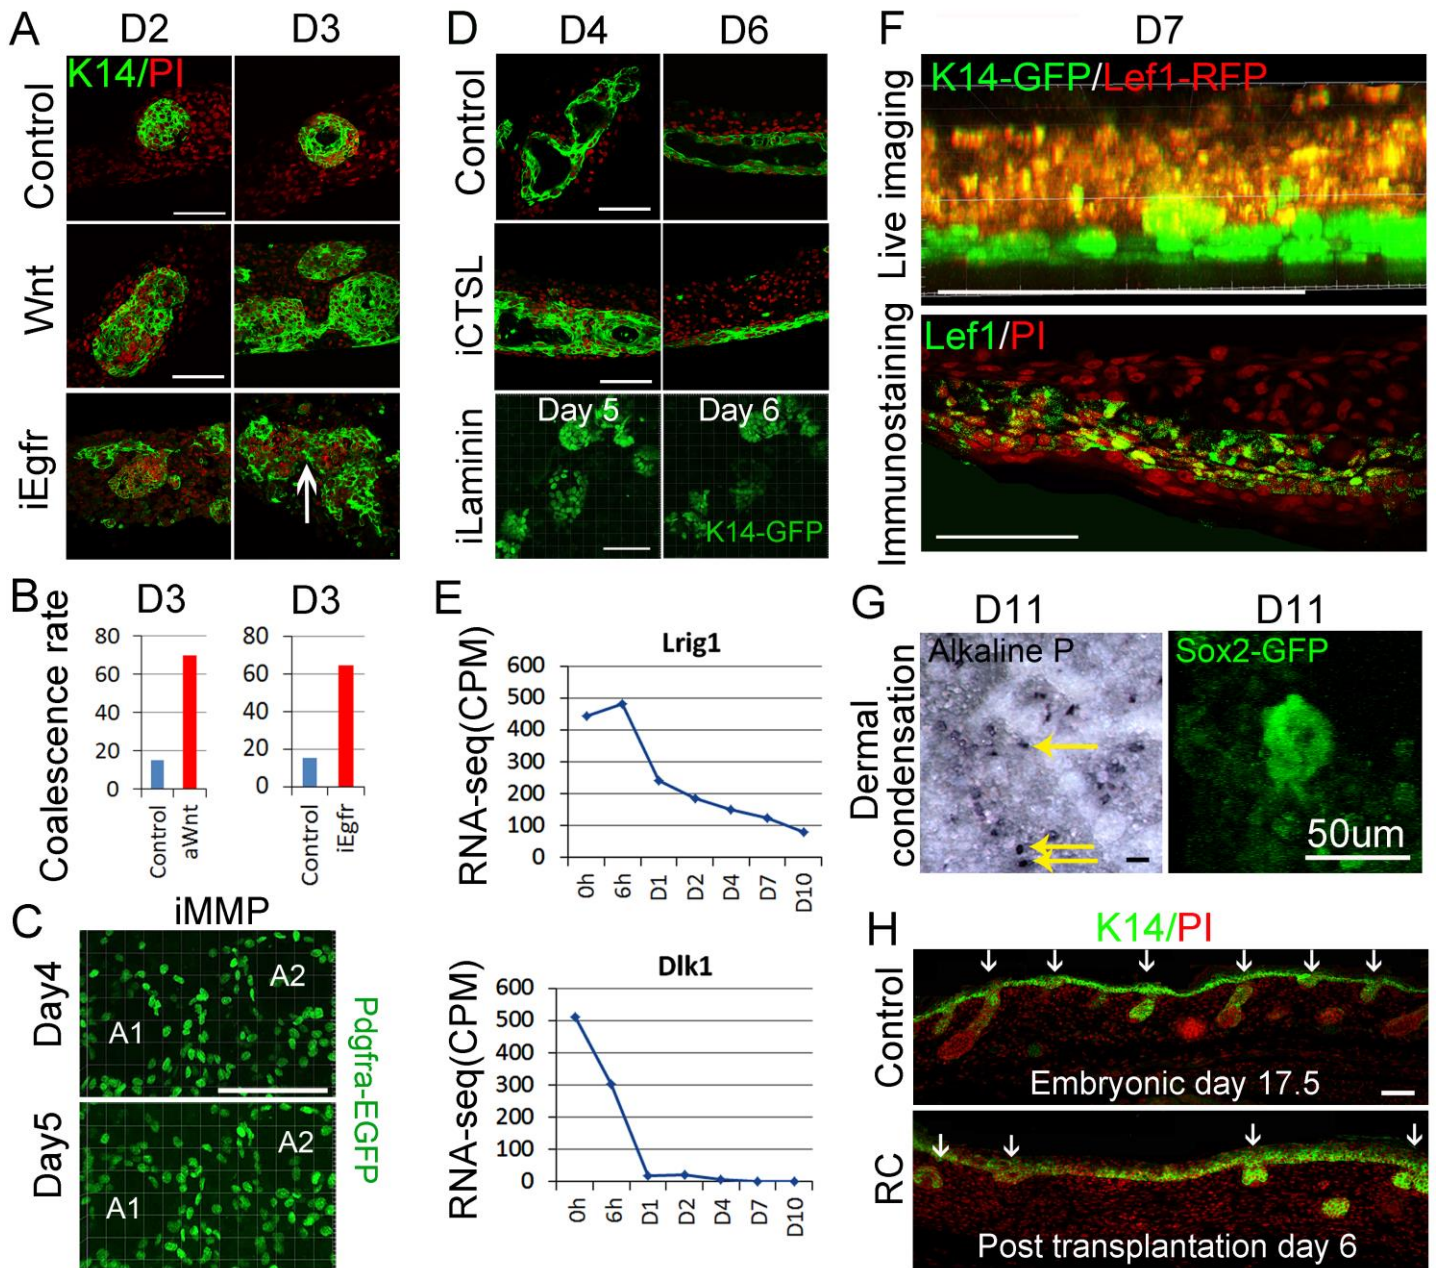 A
D2
D3
K14/PI
Control
Wnt
iEgfr
B
D3
D3
Coalescence rate
80
60
40
20
0
Control
aWnt
80
60
40
20
0
Control
iEgfr
C
iMMP
Day4
A1
A2
Day5
A1
A2
Pdgfra-EGFP
D
D4
D6
Control
iCTSL
iLaminin
Day 5
Day 6
K14-GFP
E
Lrig1
RNA-seq(CPM)
600
500
400
300
200
100
0
0h
6h
D1
D2
D4
D7
D10
Dlk1
RNA-seq(CPM)
600
500
400
300
200
100
0
0h
6h
D1
D2
D4
D7
D10
F
D7
Live imaging
K14-GFP/Lef1-RFP
Immunostaining
Lef1/PI
G
D11
D11
Dermal
condensation
Alkaline P
Sox2-GFP
50um
H
K14/PI
Control
Embryonic day 17.5
RC
Post transplantation day 6